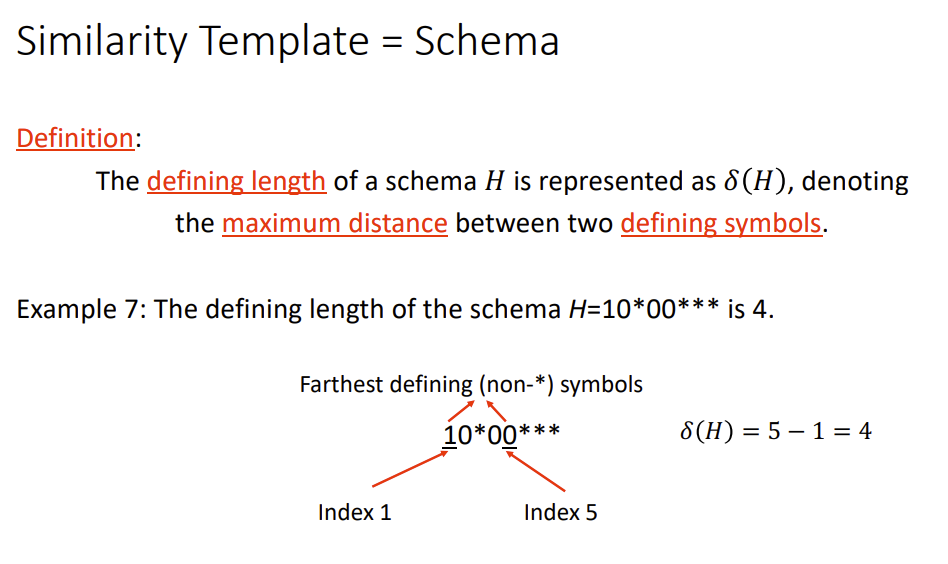 Similarity Template = Schema
Definition:
The defining length of a schema H is represented as δ(H), denoting
the maximum distance between two defining symbols.
Example 7: The defining length of the schema H=10*00*** is 4.
Farthest defining (non-*) symbols
10*00***
δ(H) = 5 − 1 = 4
Index 1
Index 5